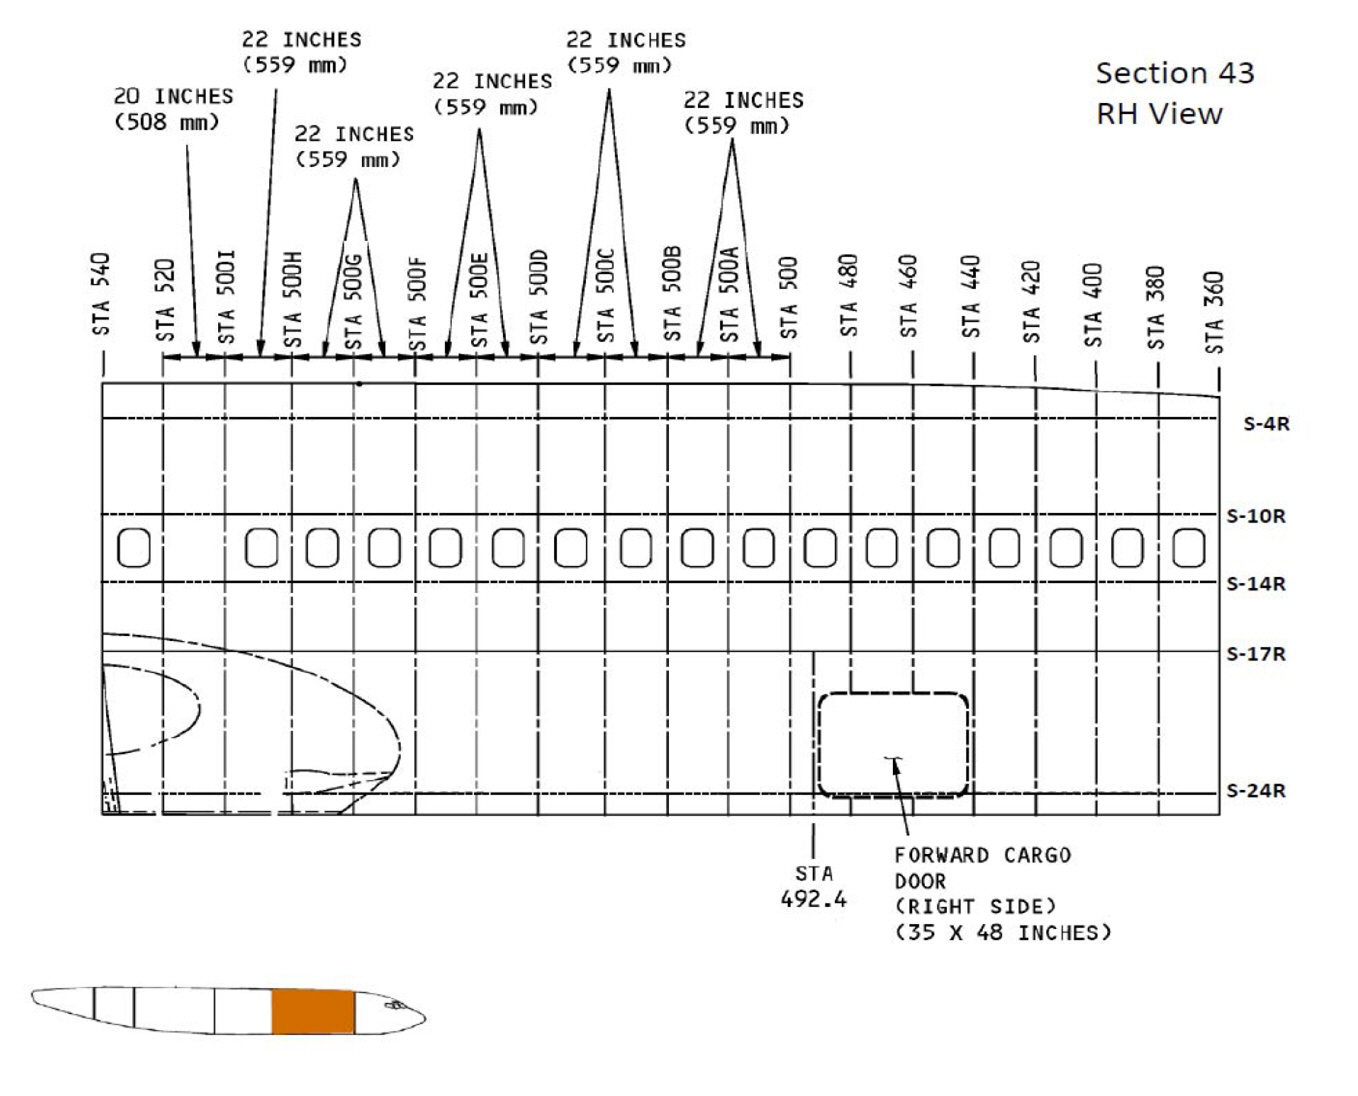 22 INCHES
(559 mm)
22 INCHES
(559 mm)
Section 43
RH View
22 INCHES
(559 mm)
20 INCHES
(508 mm)
22 INCHES
(559 mm)
22 INCHES
(559 mm)
STA 540
STA 520
STA 500I
STA 500H
STA 500G
STA 500F
STA 500E
STA 500D
STA 500C
STA 500B
STA 500A
STA 500
STA 480
STA 460
STA 440
STA 420
STA 400
STA 380
STA 360
S-4R
S-10R
S-14R
S-17R
S-24R
STA
492.4
FORWARD CARGO
DOOR
(RIGHT SIDE)
(35 X 48 INCHES)